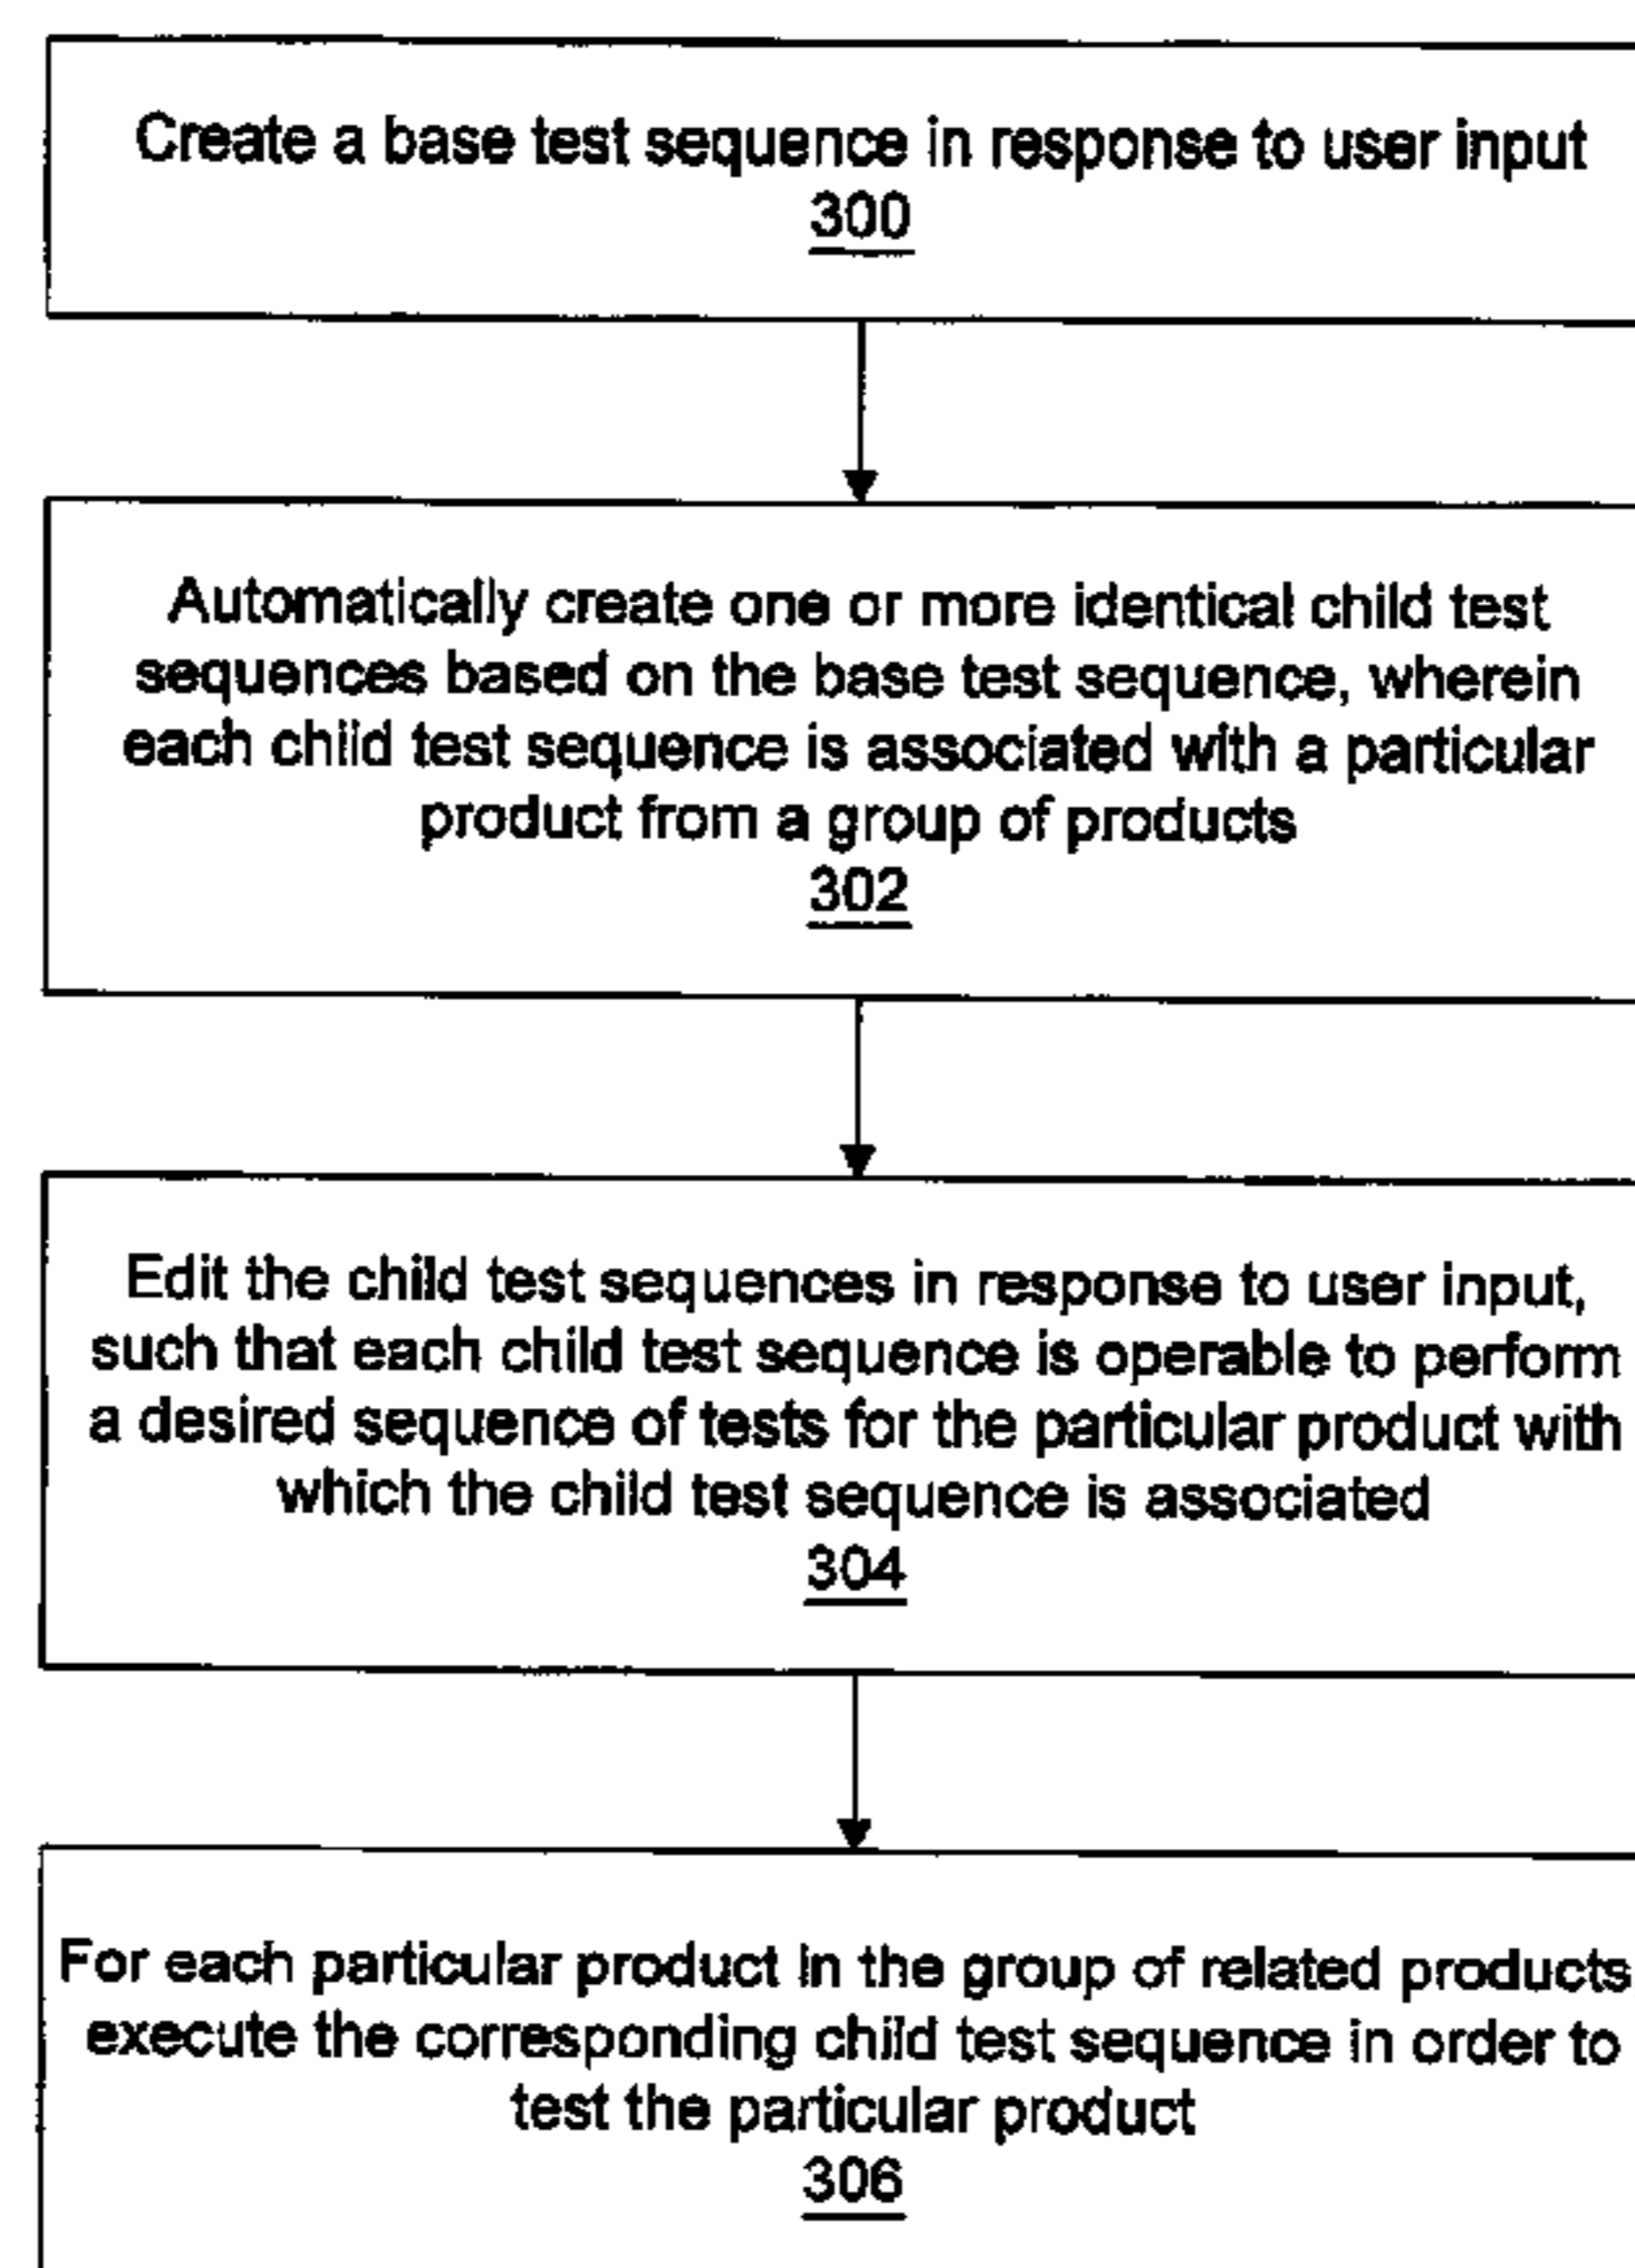 Create a base test sequence in response to user input
300
Automatically create one or more identical child test
sequences based on the base test sequence, wherein
each child test sequence is associated with a particular
product from a group of products
302
Edit the child test sequences in response to user input,
such that each child test sequence is operable to perform
a desired sequence of tests for the particular product with
which the child test sequence is associated
304
For each particular product in the group of related products
execute the corresponding child test sequence in order to
test the particular product
306